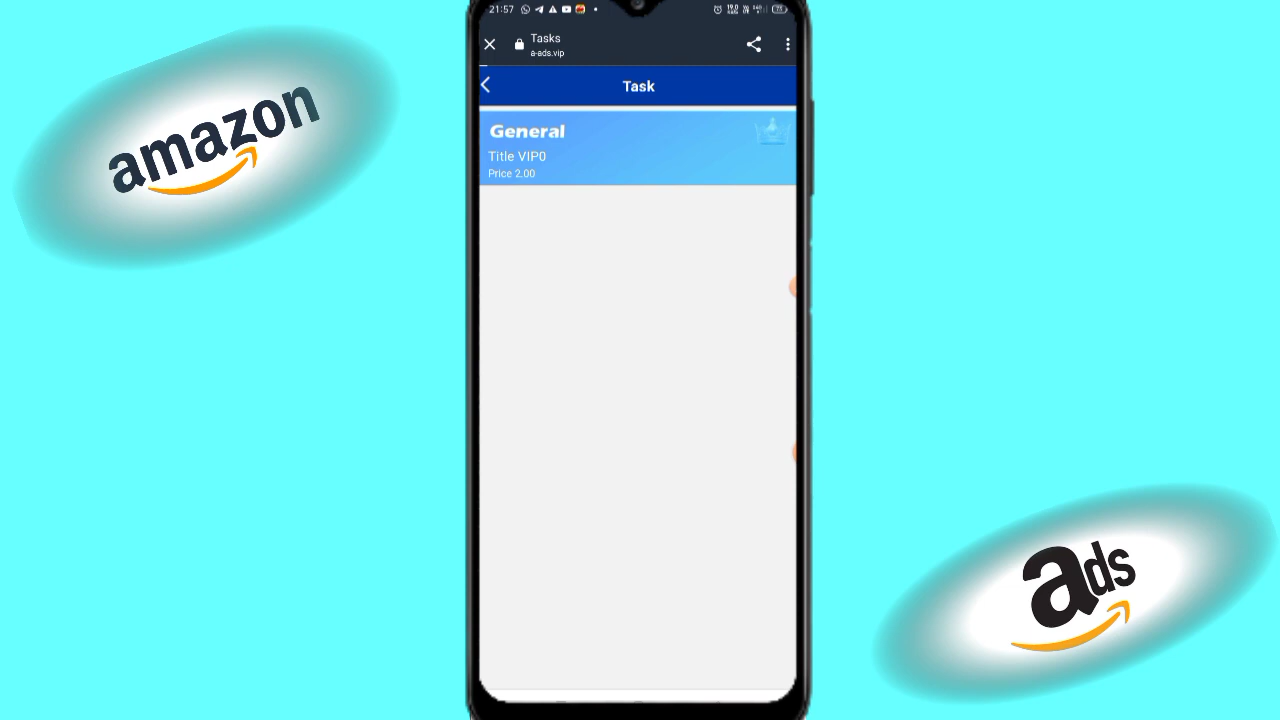 21:57
Tasks
a-ads.vip
Task
General
Title VIP0
Price 2.00
amazon
ads